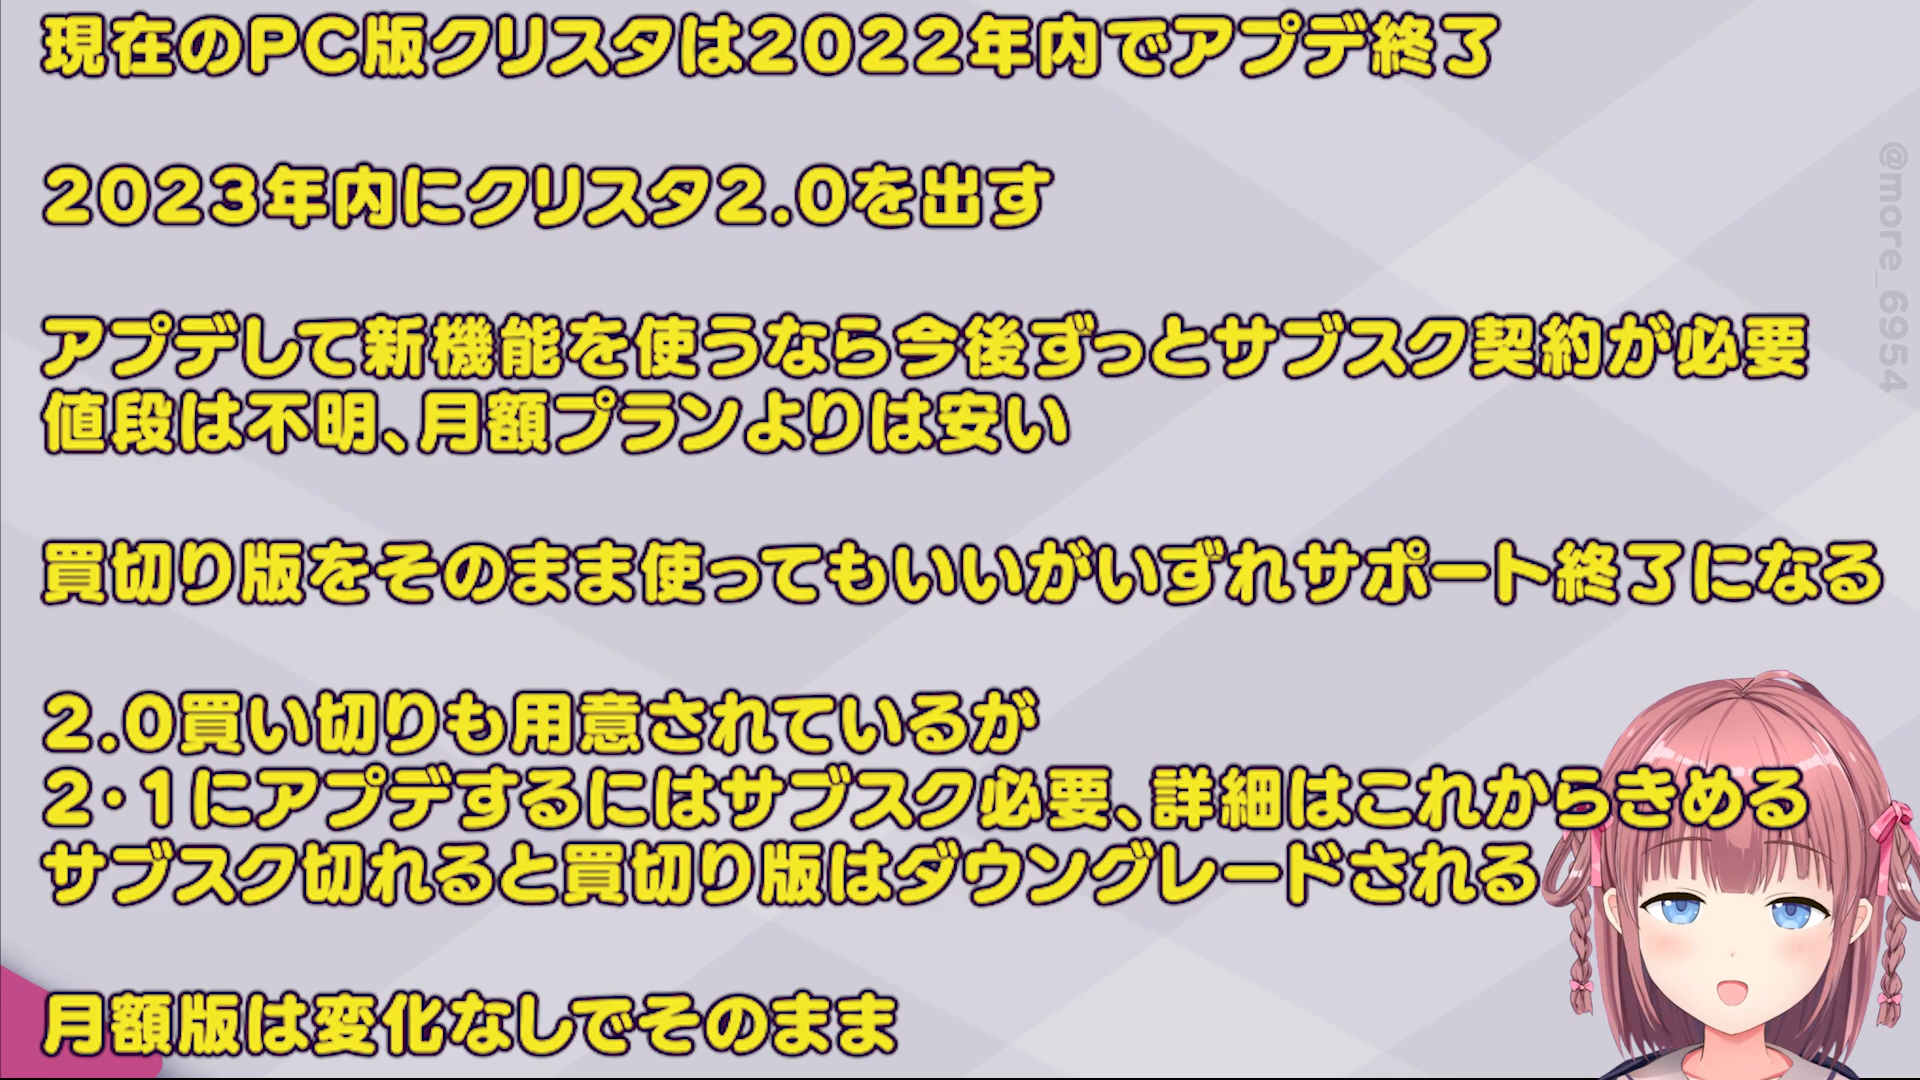 現在のPC版クリスタは2022年内でアプデ終了
2023年内にクリスタ2.0を出す
アプデして新機能を使うなら今後ずっとサブスク契約が必要
値段は不明、月額プランよりは安い
買切り版をそのまま使ってもいいがいずれサポート終了になる
2.0買い切りも用意されているが
2・1にアプデするにはサブスク必要、詳細はこれからきめる
サブスク切れると買切り版はダウングレードされる
月額版は変化なしでそのまま
@more_6954